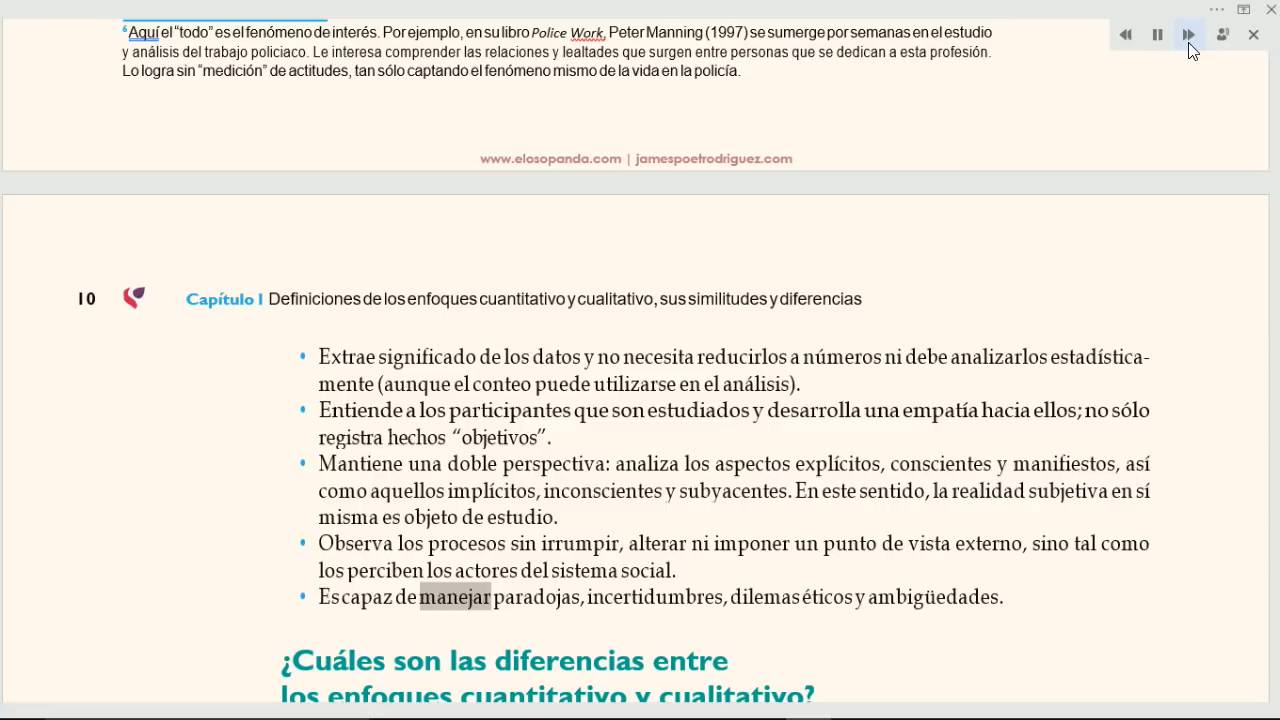 6 Aquí el “todo” es el fenómeno de interés. Por ejemplo, en su libro Police Work, Peter Manning (1997) se sumerge por semanas en el estudio
y análisis del trabajo policiaco. Le interesa comprender las relaciones y lealtades que surgen entre personas que se dedican a esta profesión.
Lo logra sin “medición” de actitudes, tan sólo captando el fenómeno mismo de la vida en la policía.
www.elosopanda.com | jamespoetrodriguez.com
10 Capítulo 1 Definiciones de los enfoques cuantitativo y cualitativo, sus similitudes y diferencias
• Extrae significado de los datos y no necesita reducirlos a números ni debe analizarlos estadística-
mente (aunque el conteo puede utilizarse en el análisis).
• Entiende a los participantes que son estudiados y desarrolla una empatía hacia ellos; no sólo
registra hechos “objetivos”.
• Mantiene una doble perspectiva: analiza los aspectos explícitos, conscientes y manifiestos, así
como aquellos implícitos, inconscientes y subyacentes. En este sentido, la realidad subjetiva en sí
misma es objeto de estudio.
• Observa los procesos sin irrumpir, alterar ni imponer un punto de vista externo, sino tal como
los perciben los actores del sistema social.
• Es capaz de manejar paradojas, incertidumbres, dilemas éticos y ambigüedades.
¿Cuáles son las diferencias entre
los enfoques cuantitativo y cualitativo?